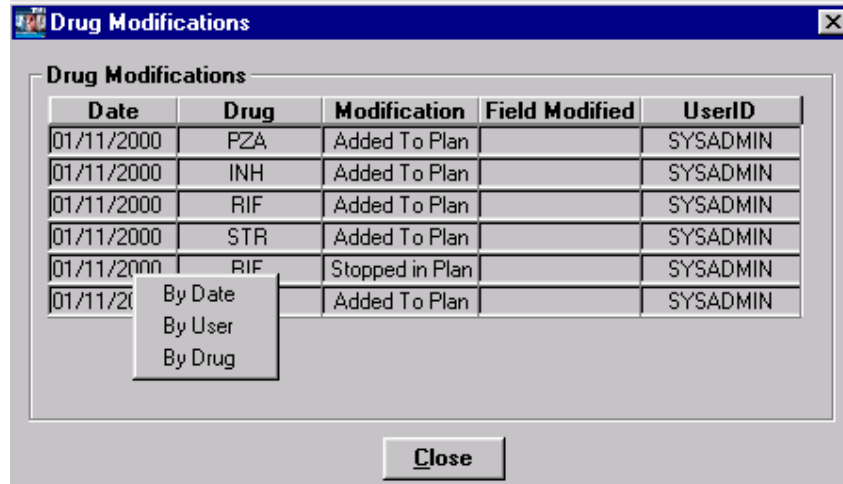 Drug Modifications
Drug Modifications
Date Drug Modification Field Modified UserID
01/11/2000 PZA Added To Plan SYSADMIN
01/11/2000 INH Added To Plan SYSADMIN
01/11/2000 RIF Added To Plan SYSADMIN
01/11/2000 STR Added To Plan SYSADMIN
01/11/2000 RIF Stopped in Plan SYSADMIN
Added To Plan SYSADMIN
By Date
By User
By Drug
Close